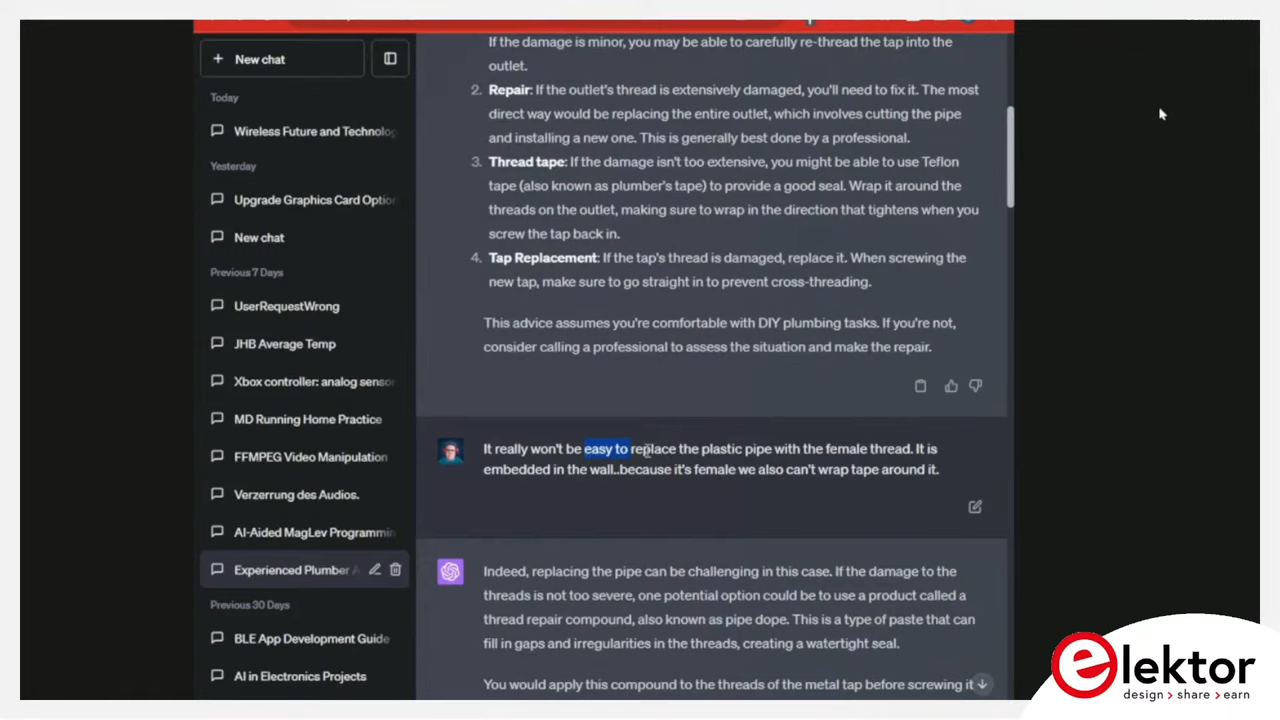 New chat
Today
Wireless Future and Technolog
Yesterday
Upgrade Graphics Card Optio
New chat
Previous 7 Days
UserRequestWrong
JHB Average Temp
Xbox controller: analog senso
MD Running Home Practice
FFMPEG Video Manipulation
Verzerrung des Audios.
AI-Aided MagLev Programmin
Experienced Plumber
Previous 30 Days
BLE App Development Guide
AI in Electronics Projects
If the damage is minor, you may be able to carefully re-thread the tap into the
outlet.
2. Repair: If the outlet's thread is extensively damaged, you'll need to fix it. The most
direct way would be replacing the entire outlet, which involves cutting the pipe
and installing a new one. This is generally best done by a professional.
3. Thread tape: If the damage isn't too extensive, you might be able to use Teflon
tape (also known as plumber's tape) to provide a good seal. Wrap it around the
threads on the outlet, making sure to wrap in the direction that tightens when you
screw the tap back in.
4. Tap Replacement: If the tap's thread is damaged, replace it. When screwing the
new tap, make sure to go straight in to prevent cross-threading.
This advice assumes you're comfortable with DIY plumbing tasks. If you're not,
consider calling a professional to assess the situation and make the repair.
It really won't be easy to replace the plastic pipe with the female thread. It is
embedded in the wall..because it's female we also can't wrap tape around it.
Indeed, replacing the pipe can be challenging in this case. If the damage to the
threads is not too severe, one potential option could be to use a product called a
thread repair compound, also known as pipe dope. This is a type of paste that can
fill in gaps and irregularities in the threads, creating a watertight seal.
You would apply this compound to the threads of the metal tap before screwing it
elektor
design > share > earn